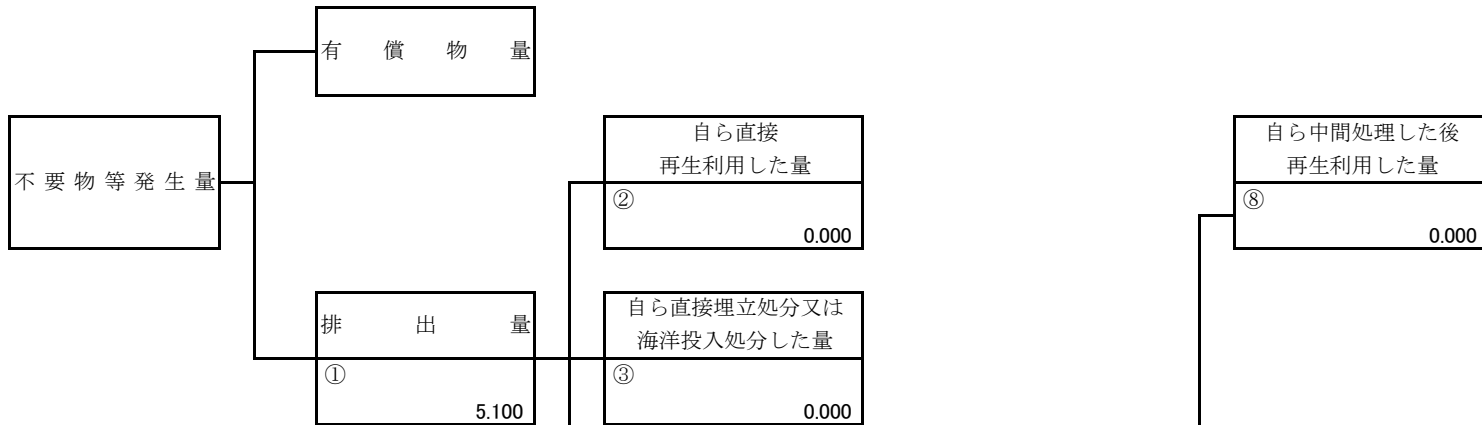 有償物量
不要物等発生量
自ら直接
再生利用した量
②
0.000
自ら中間処理した後
再生利用した量
⑧
0.000
排出量
①
5.100
自ら直接埋立処分又は
海洋投入処分した量
③
0.000